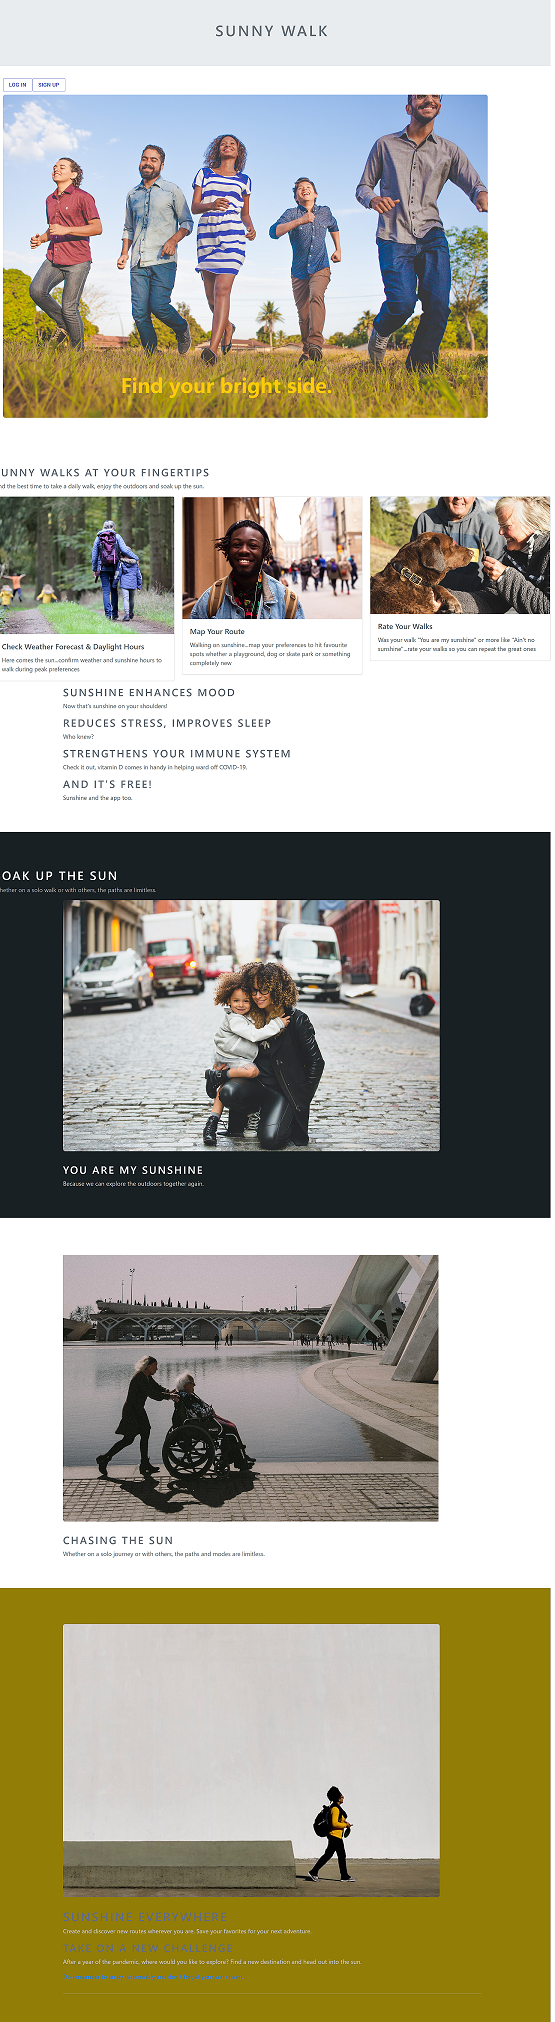 SUNNY WALK
LOG IN
SIGN UP
Find your bright side.
UNNY WALKS AT YOUR FINGERTIPS
nd the best time to take a daily walk, enjoy the outdoors and soak up the sun.
Check Weather Forecast & Daylight Hours
Here comes the sun...confirm weather and sunshine hours to
walk during peak preferences
Map Your Route
Walking on sunshine...map your preferences to hit favourite
spots whether a playground, dog or skate park or something
completely new
Rate Your Walks
Was your walk "You are my sunshine" or more like "Ain't no
sunshine"...rate your walks so you can repeat the great ones
SUNSHINE ENHANCES MOOD
Now that's sunshine on your shoulders!
REDUCES STRESS, IMPROVES SLEEP
Who knew?
STRENGTHENS YOUR IMMUNE SYSTEM
Check it out, vitamin D comes in handy in helping ward off COVID-19.
AND IT'S FREE!
Sunshine and the app too.
OAK UP THE SUN
hether on a solo walk or with others, the paths are limitless.
YOU ARE MY SUNSHINE
Because we can explore the outdoors together again.
CHASING THE SUN
Whether on a solo journey or with others, the paths and modes are limitless.
SUNSHINE EVERYWHERE
Create and discover new routes wherever you are. Save your favorites for your next adventure.
TAKE ON A NEW CHALLENGE
After a year of the pandemic, where would you like to explore? Find a new destination and head out into the sun.